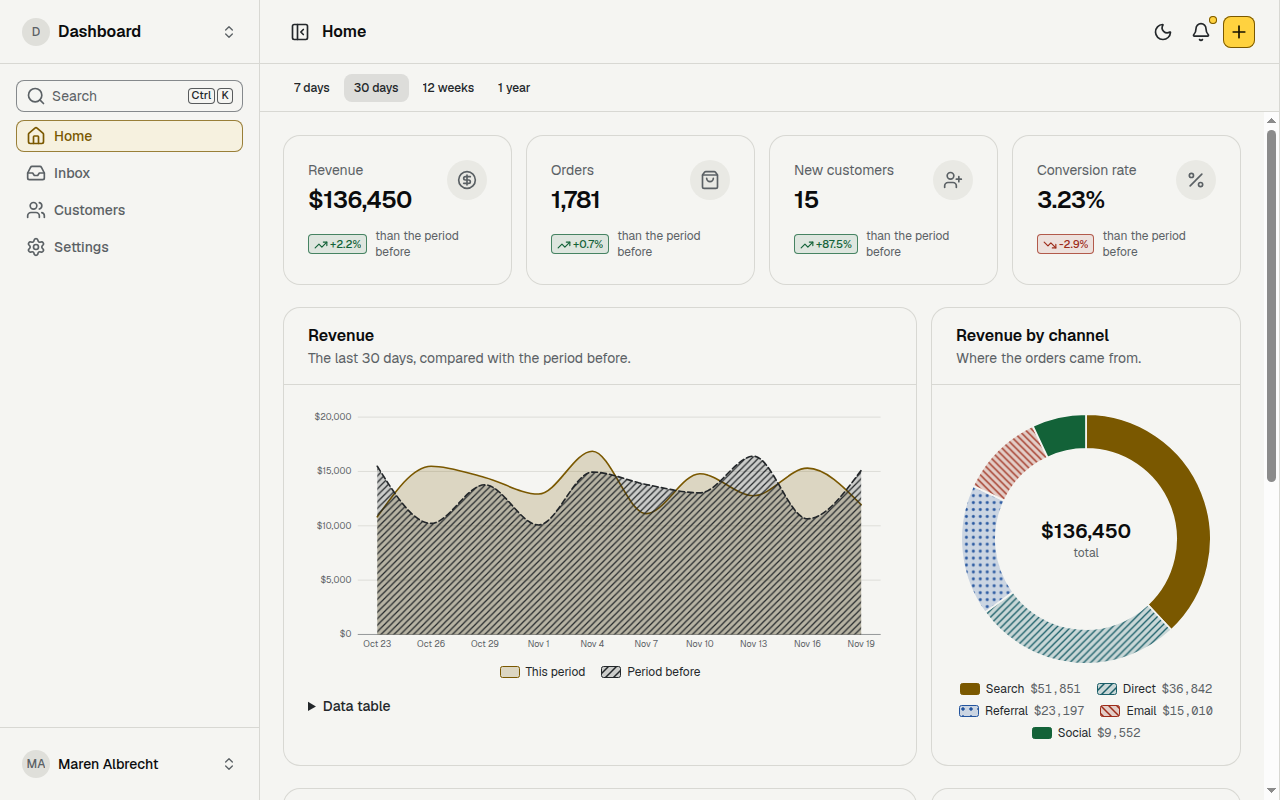 D Dashboard
Search Ctrl K
Home
Inbox
Customers
Settings
MA Maren Albrecht
Home
7 days 30 days 12 weeks 1 year
Revenue
$136,450
+2.2% than the period
before
Orders
1,781
+0.7% than the period
before
New customers
15
+87.5% than the period
before
Conversion rate
3.23%
-2.9% than the period
before
Revenue
The last 30 days, compared with the period before.
$20,000
$15,000
$10,000
$5,000
$0
Oct 23 Oct 26 Oct 29 Nov 1 Nov 4 Nov 7 Nov 10 Nov 13 Nov 16 Nov 19
This period Period before
Data table
Revenue by channel
Where the orders came from.
$136,450
total
Search $51,851 Direct $36,842
Referral $23,197 Email $15,010
Social $9,552